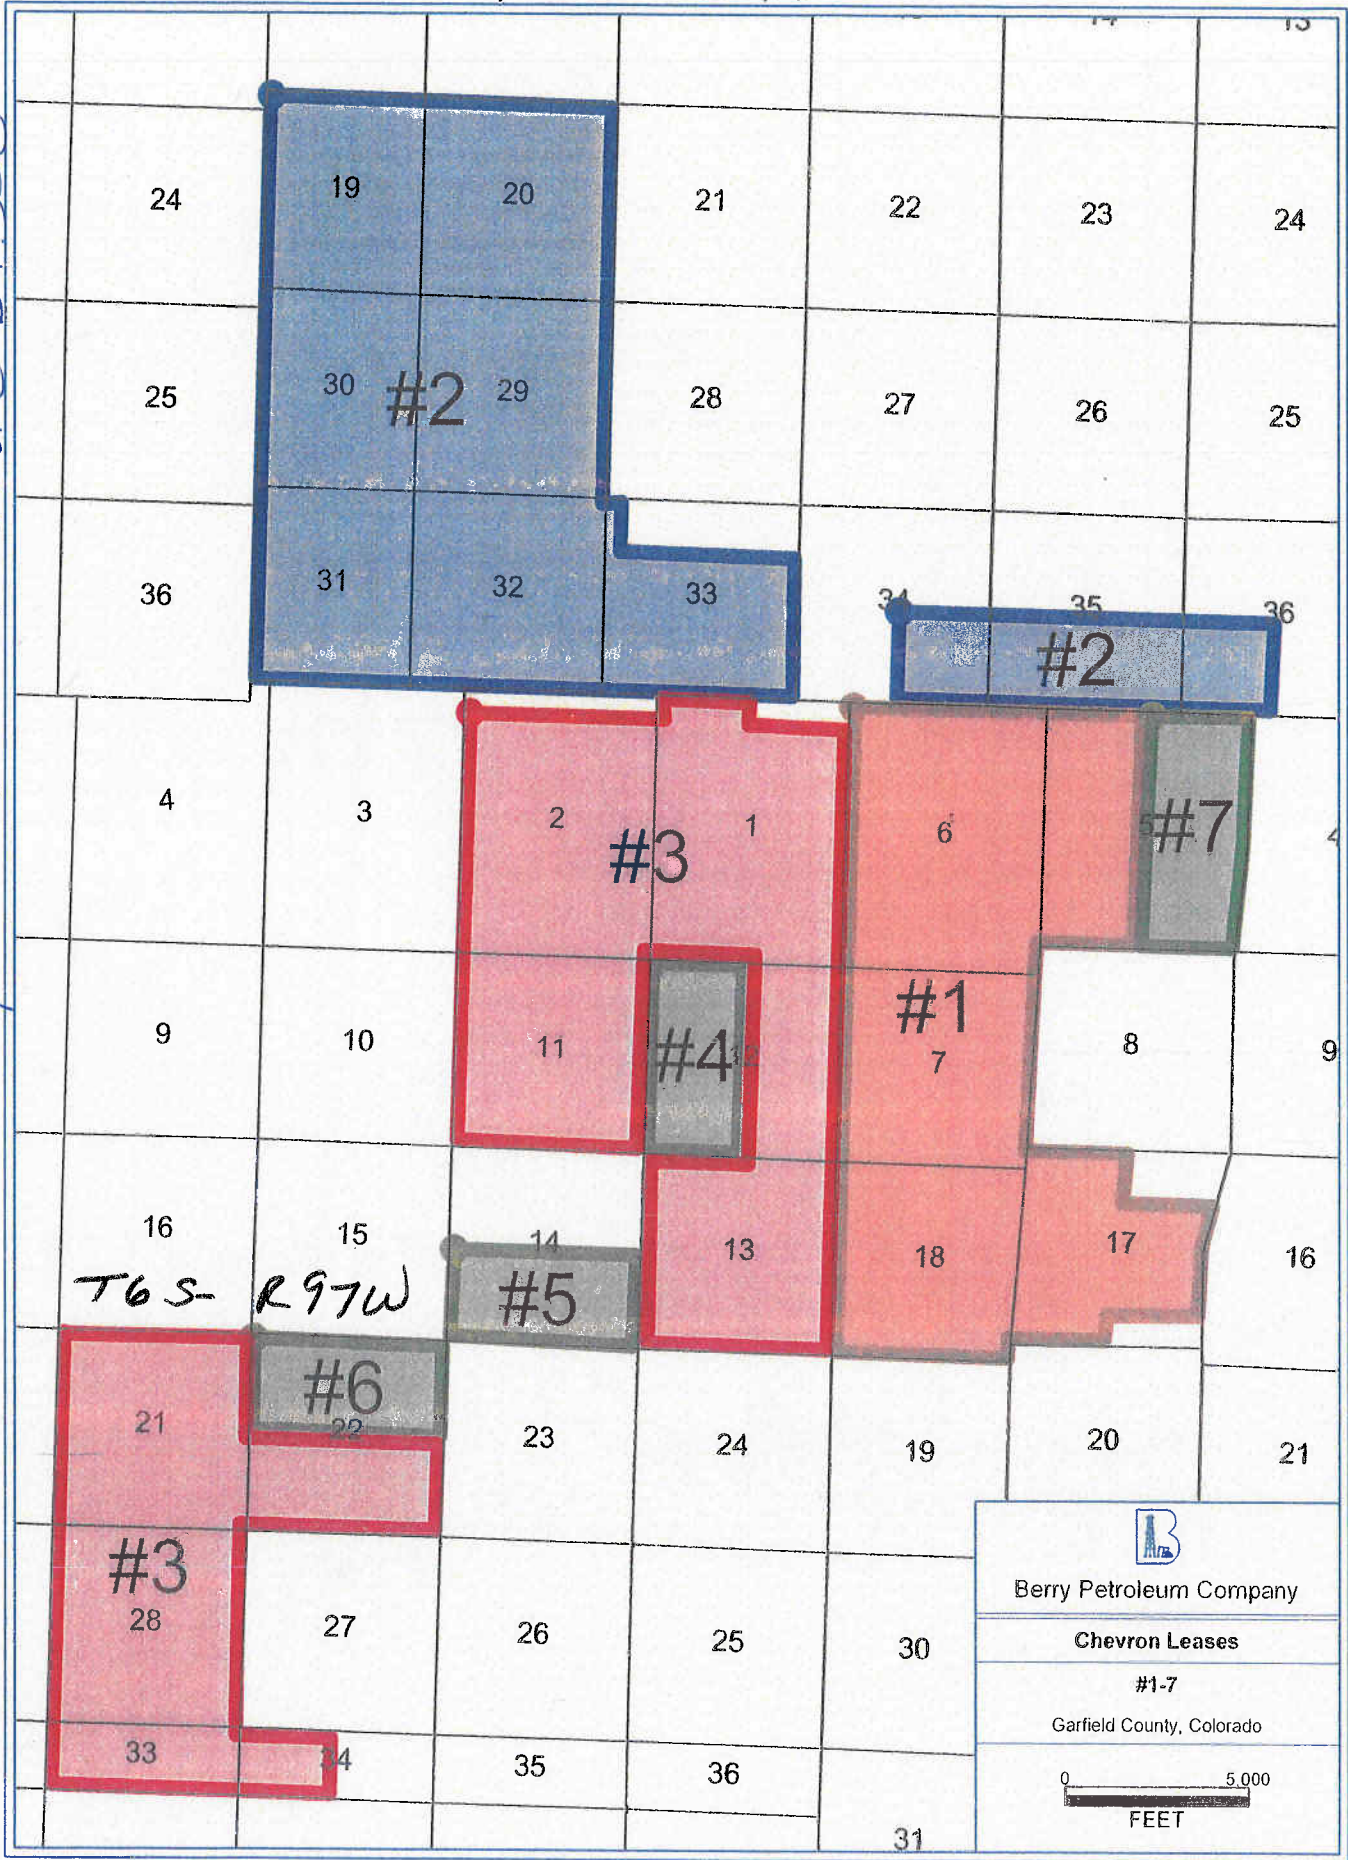 24 19 20 21 22 23 24
25 30 #2 29 28 27 26 25
36 31 32 33 34 35 36
#2
4 3 2 1 6 5 #7 4
#3
9 10 11 #4 12 #1 7 8 9
16 15 14 13 18 17 16
T6S- R97W
#5
#6
21 22 23 24 19 20 21
#3
28 27 26 25 30
33 34 35 36
31
B
Berry Petroleum Company
Chevron Leases
#1-7
Garfield County, Colorado
0 5,000
FEET